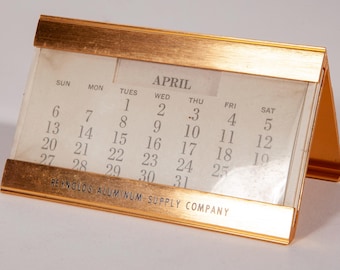 APRIL
SUN MON TUES WED THU FRI SAT
1 2 3 4 5
6 7 8 9 10 11 12
13 14 15 16 17 18 19
20 21 22 23 24 25 26
27 28 29 30 31
REYNOLDS ALUMINUM SUPPLY COMPANY